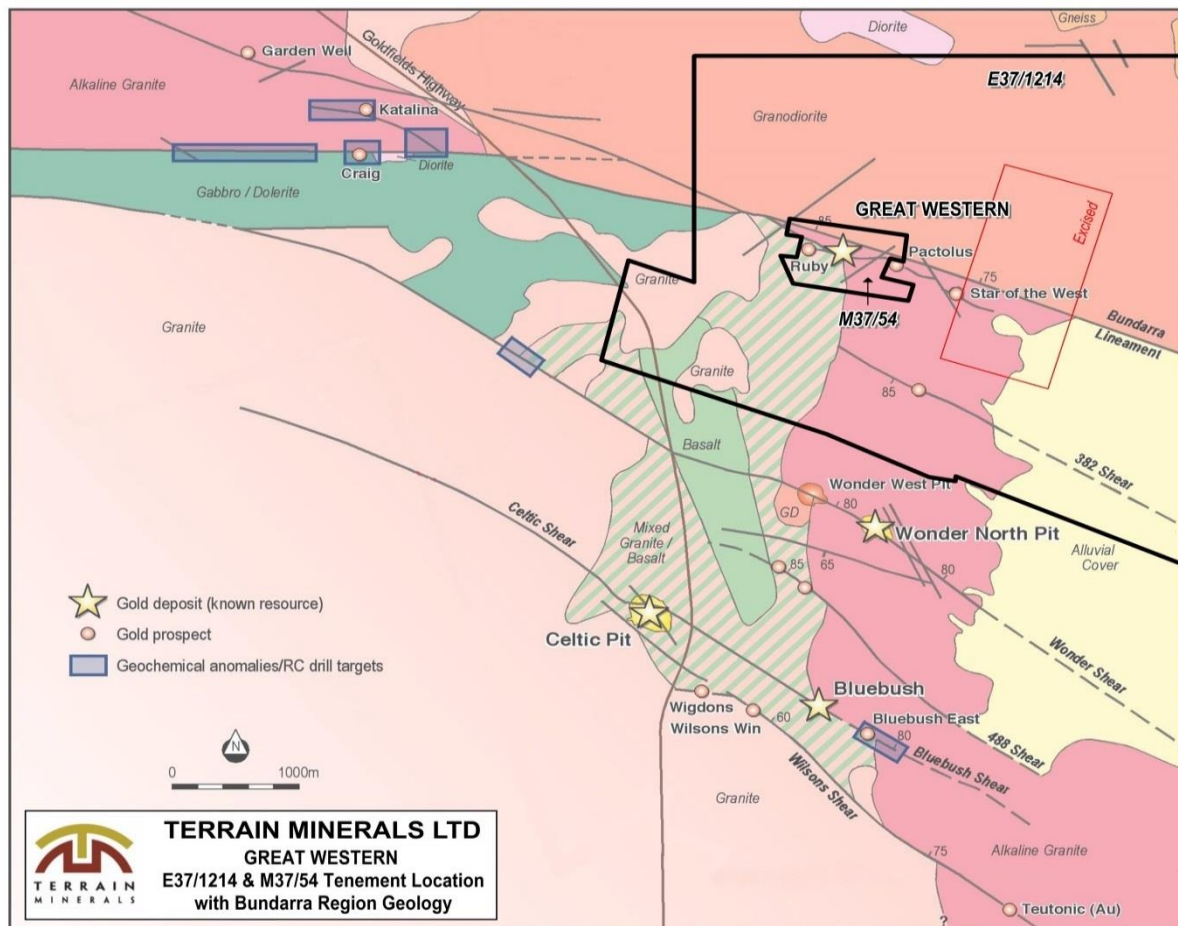 Gneiss
Diorite
Garden Well
Goldfields Highway
E37/1214
Alkaline Granite
Katalina
Granodiorite
Craig
Diorite
Gabbro / Dolerite
85
GREAT WESTERN
Excised
Ruby
Pactolus
75
Star of the West
Granite
M37/54
Bundarra
Lineament
Granite
Granite
85
Basalt
382 Shear
Wonder West Pit
GD
80
Celtic Shear
Mixed
Granite /
Basalt
Wonder North Pit
Alluvial
Cover
85
65
80
Gold deposit (known resource)
Gold prospect
Geochemical anomalies/RC drill targets
Celtic Pit
Wonder Shear
Bluebush
Wigdons
Wilsons Win
60
Bluebush East
80
488 Shear
Bluebush Shear
N
0 1000m
Wilsons Shear
Granite
TERRAIN
MINERALS
TERRAIN MINERALS LTD
GREAT WESTERN
E37/1214 & M37/54 Tenement Location
with Bundarra Region Geology
75
Alkaline Granite
Teutonic (Au)
?